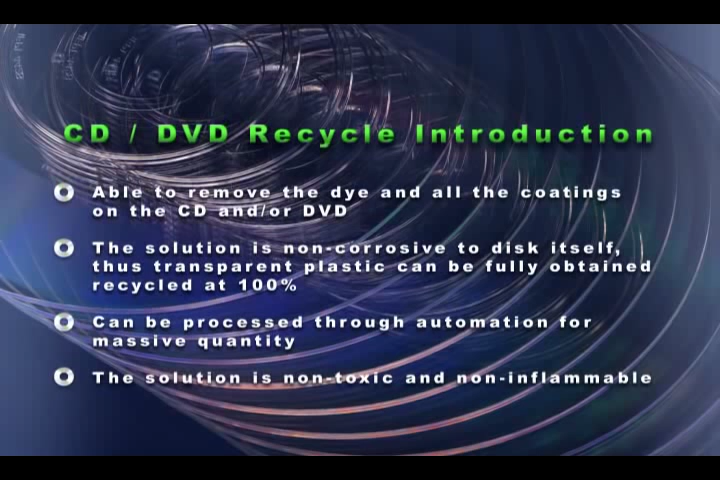 CD / DVD Recycle Introduction
Able to remove the dye and all the coatings
on the CD and/or DVD
The solution is non-corrosive to disk itself,
thus transparent plastic can be fully obtained
recycled at 100%
Can be processed through automation for
massive quantity
The solution is non-toxic and non-inflammable